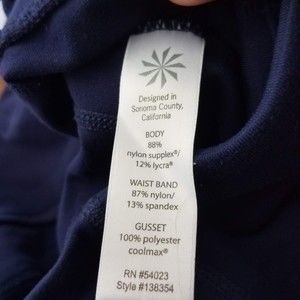 Designed in
Sonoma County,
California
BODY
88%
nylon supplex®/
12% lycra®
WAIST BAND
87% nylon/
13% spandex
GUSSET
100% polyester
coolmax®
RN #54023
Style #138354